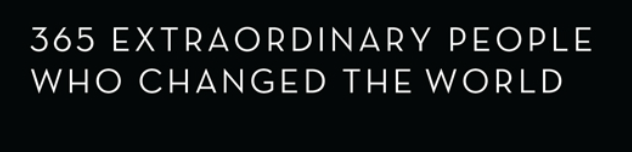 365 EXTRAORDINARY PEOPLE
WHO CHANGED THE WORLD